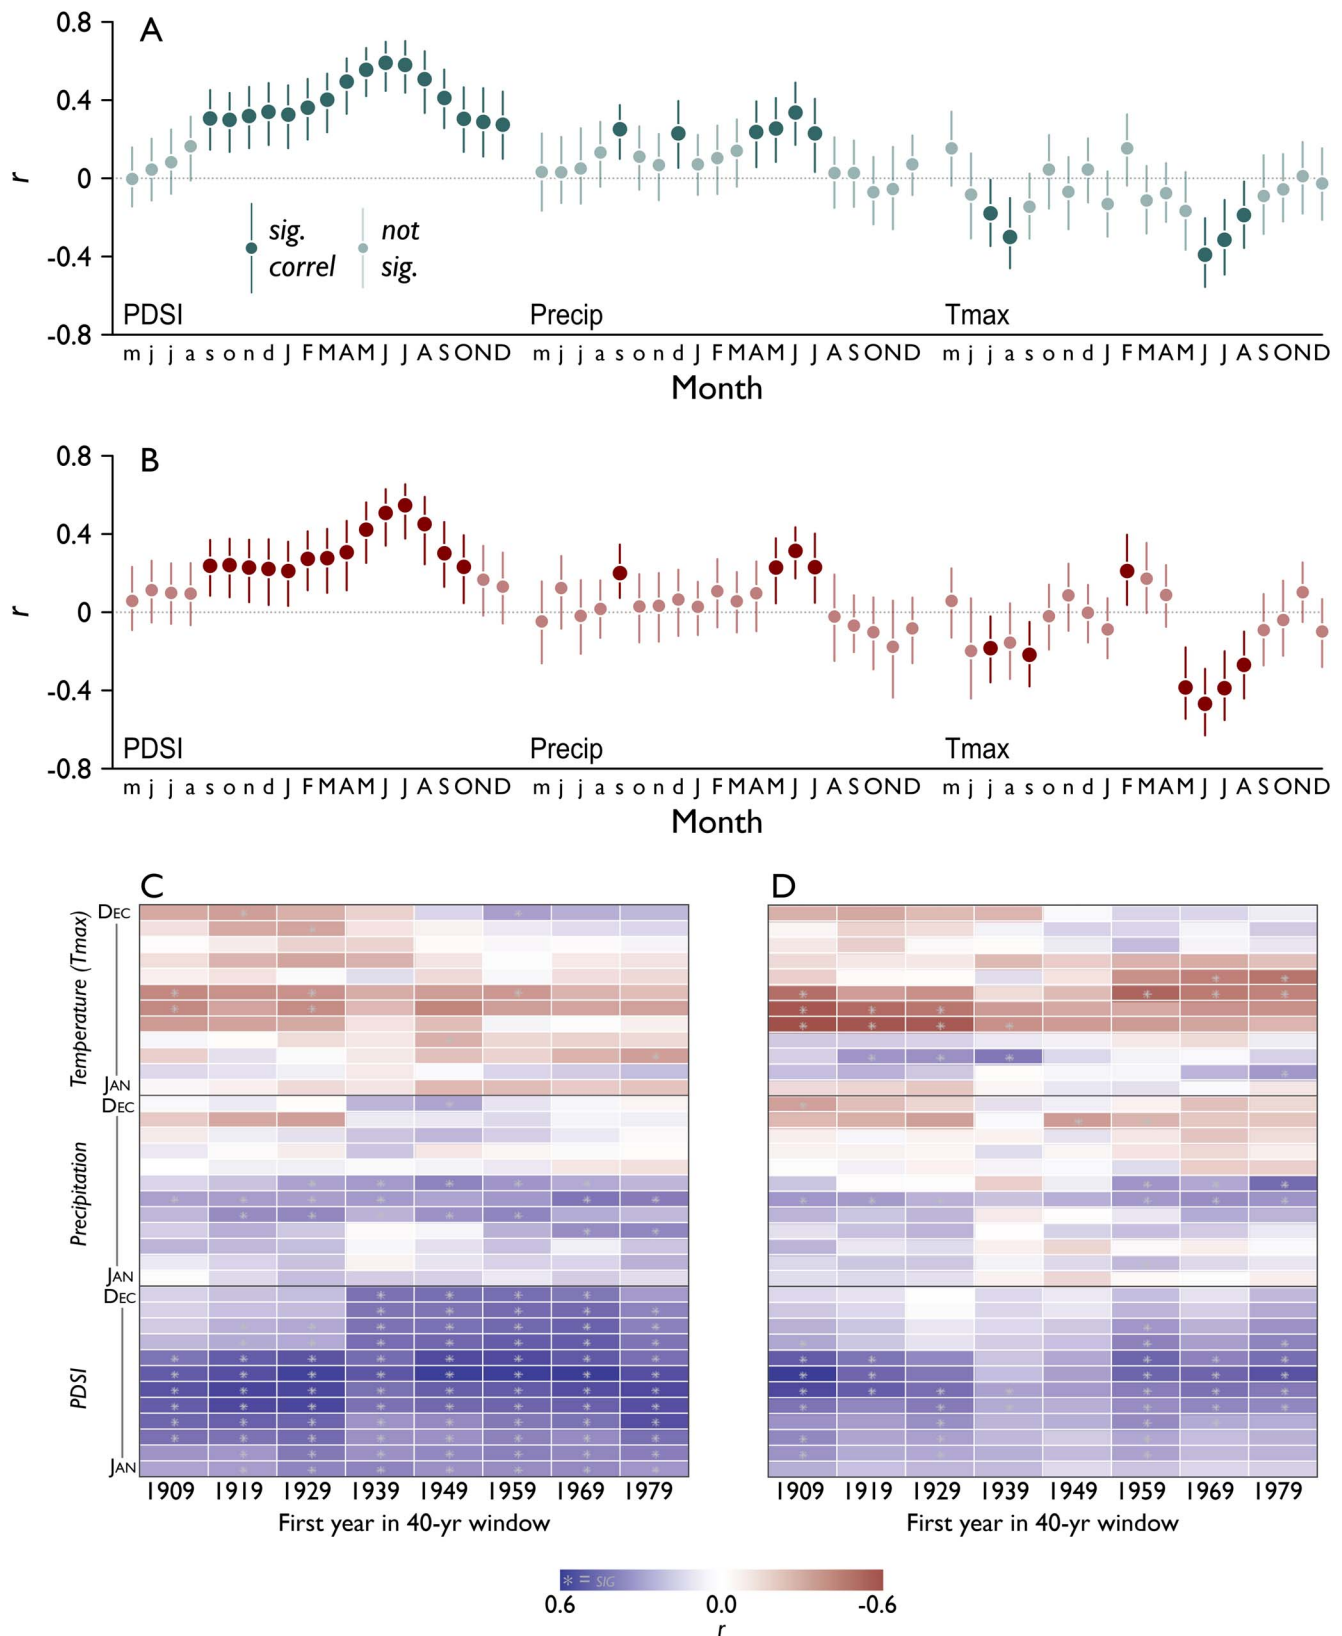 A
0.8
0.4
0
-0.4
-0.8
r
sig. correl
not sig.
PDSI
Precip
Tmax
m j j a s o n d J F M A M J J A S O N D m j j a s o n d J F M A M J J A S O N D m j j a s o n d J F M A M J J A S O N D
Month
B
0.8
0.4
0
-0.4
-0.8
r
PDSI
Precip
Tmax
m j j a s o n d J F M A M J J A S O N D m j j a s o n d J F M A M J J A S O N D m j j a s o n d J F M A M J J A S O N D
Month
C
D
Temperature (Tmax)
DEC
JAN
Precipitation
DEC
JAN
PDSI
DEC
JAN
1909 1919 1929 1939 1949 1959 1969 1979
First year in 40-yr window
1909 1919 1929 1939 1949 1959 1969 1979
First year in 40-yr window
* = SIG
0.6 0.0 -0.6
r